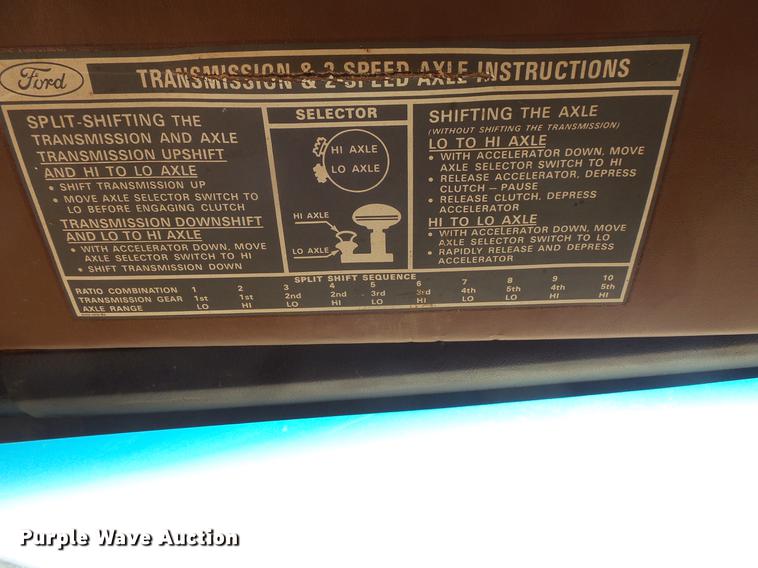 Ford
TRANSMISSION & 2-SPEED AXLE INSTRUCTIONS
SPLIT-SHIFTING THE
TRANSMISSION AND AXLE
TRANSMISSION UPSHIFT
AND HI TO LO AXLE
• SHIFT TRANSMISSION UP
• MOVE AXLE SELECTOR SWITCH TO
LO BEFORE ENGAGING CLUTCH
TRANSMISSION DOWNSHIFT
AND LO TO HI AXLE
• WITH ACCELERATOR DOWN, MOVE
AXLE SELECTOR SWITCH TO HI
• SHIFT TRANSMISSION DOWN
SELECTOR
HI AXLE
LO AXLE
HI AXLE
LO AXLE
SHIFTING THE AXLE
(WITHOUT SHIFTING THE TRANSMISSION)
LO TO HI AXLE
• WITH ACCELERATOR DOWN, MOVE
AXLE SELECTOR SWITCH TO HI
• RELEASE ACCELERATOR, DEPRESS
CLUTCH – PAUSE
• RELEASE CLUTCH, DEPRESS
ACCELERATOR
HI TO LO AXLE
• WITH ACCELERATOR DOWN, MOVE
AXLE SELECTOR SWITCH TO LO
• RAPIDLY RELEASE AND DEPRESS
ACCELERATOR
SPLIT SHIFT SEQUENCE
RATIO COMBINATION 1 2 3 4 5 6 7 8 9 10
TRANSMISSION GEAR 1st 1st 2nd 2nd 3rd 3rd 4th 5th 4th 5th
AXLE RANGE LO HI LO HI LO HI LO LO HI HI
Purple Wave Auction